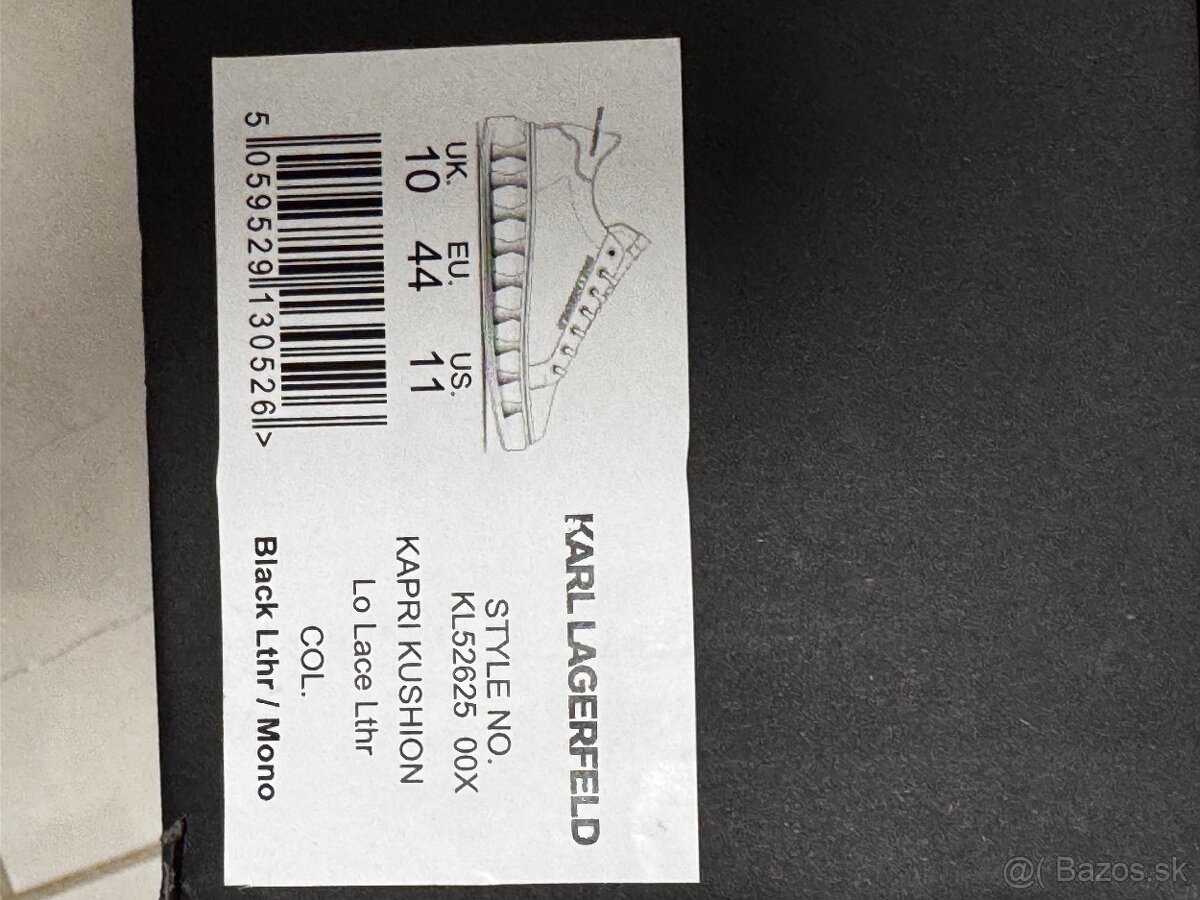 UK. EU. US.
10 44 11
5 059529 130526 >
KARL LAGERFELD
STYLE NO.
KL52625 00X
KAPRI KUSHION
Lo Lace Lthr
COL.
Black Lthr / Mono
@( Bazos.sk